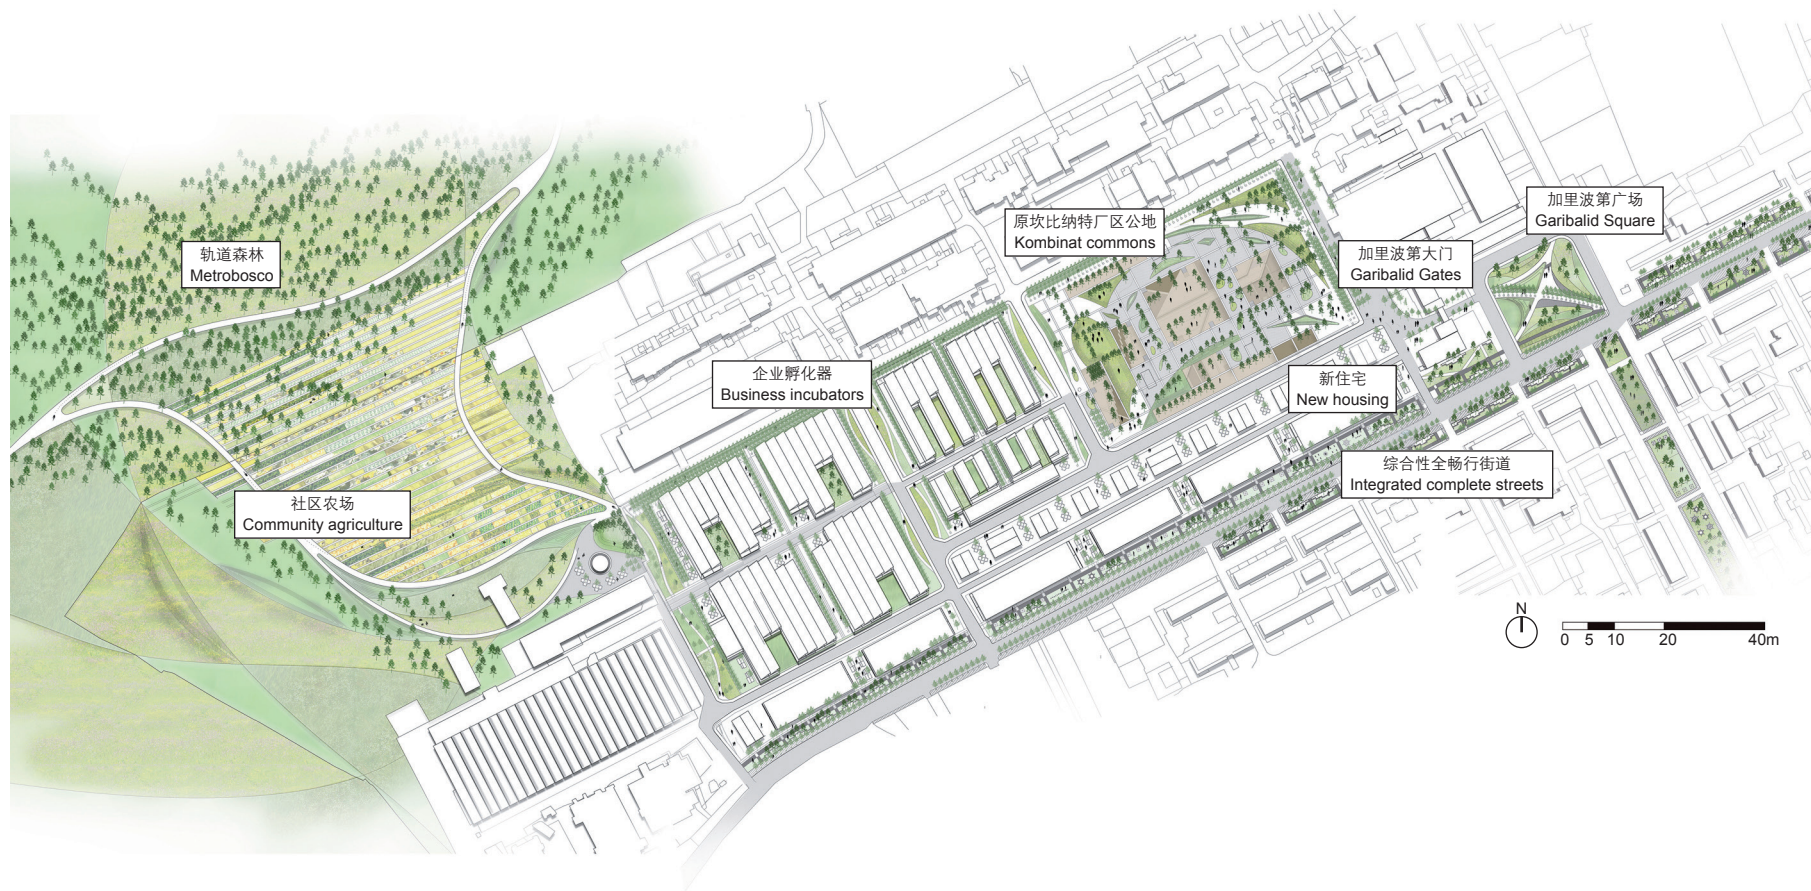 轨道森林
Metrobosco
社区农场
Community agriculture
企业孵化器
Business incubators
原坎比纳特厂区公地
Kombinat commons
加里波第大门
Garibalid Gates
加里波第广场
Garibalid Square
新住宅
New housing
综合性全畅行街道
Integrated complete streets
N
0 5 10 20 40m